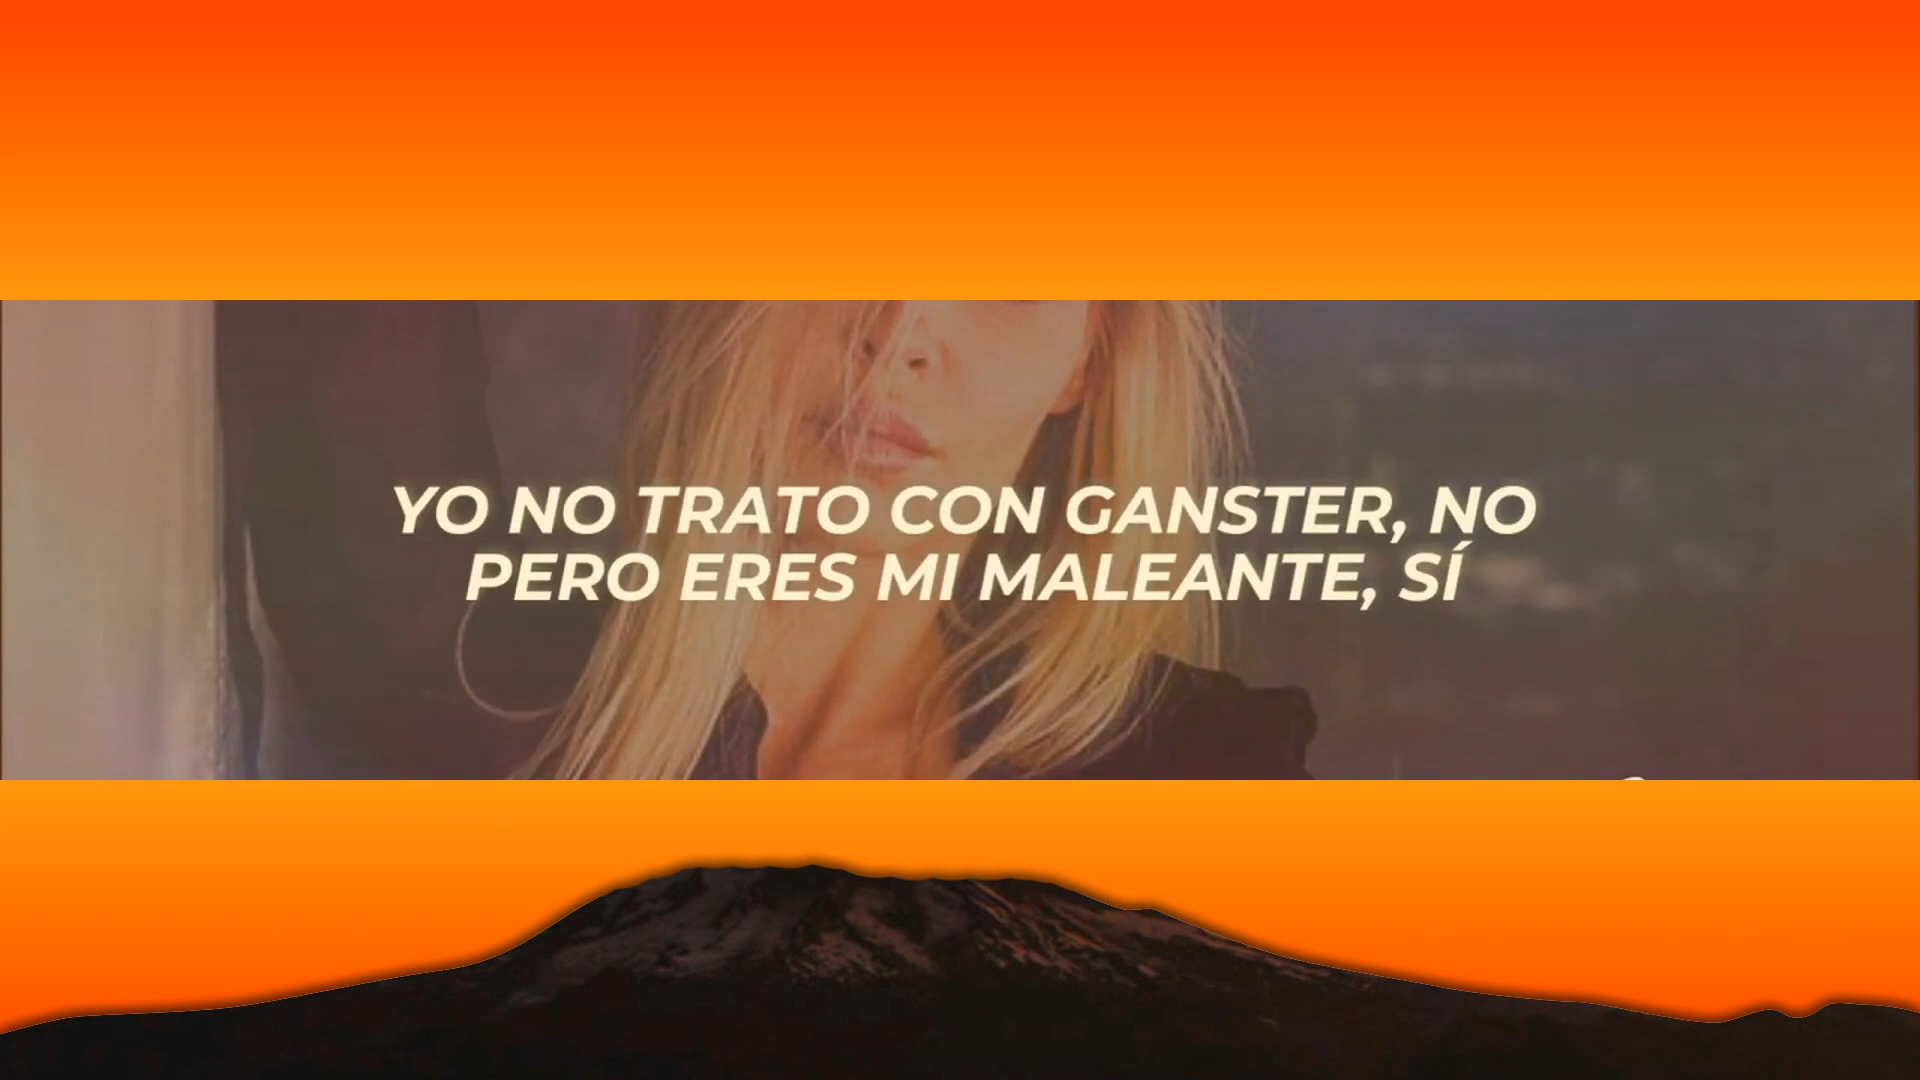 YO NO TRATO CON GANSTER, NO
PERO ERES MI MALEANTE, SÍ